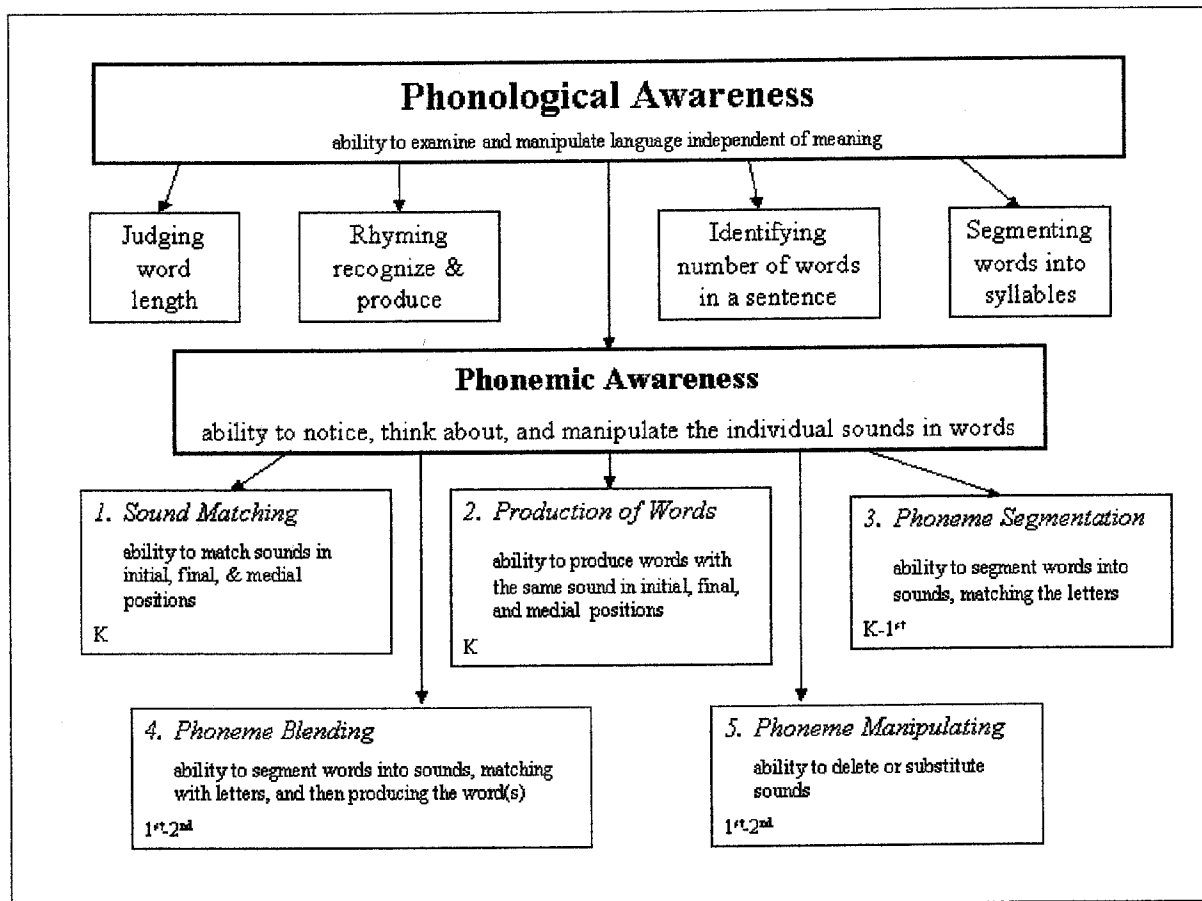 Phonological Awareness
ability to examine and manipulate language independent of meaning
Judging
word
length
Rhyming
recognize &
produce
Identifying
number of words
in a sentence
Segmenting
words into
syllables
Phonemic Awareness
ability to notice, think about, and manipulate the individual sounds in words
1. Sound Matching
ability to match sounds in
initial, final, & medial
positions
K
2. Production of Words
ability to produce words with
the same sound in initial, final,
and medial positions
K
3. Phoneme Segmentation
ability to segment words into
sounds, matching the letters
K-1st
4. Phoneme Blending
ability to segment words into sounds, matching
with letters, and then producing the word(s)
1st-2nd
5. Phoneme Manipulating
ability to delete or substitute
sounds
1st-2nd